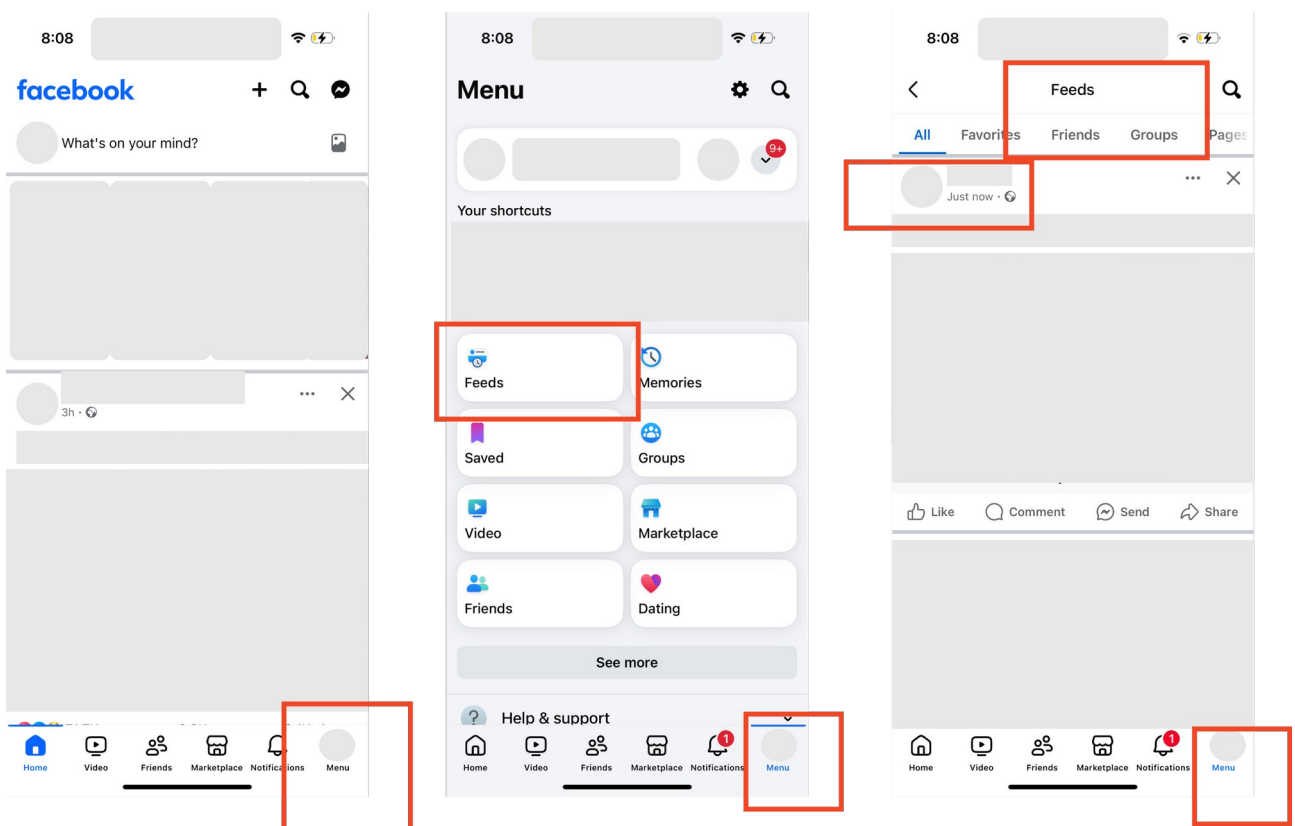 8:08
facebook
What's on your mind?
3h
Home Video Friends Marketplace Notifications Menu
8:08
Menu
9+
Your shortcuts
Feeds Memories
Saved Groups
Video Marketplace
Friends Dating
See more
? Help & support
1
Home Video Friends Marketplace Notifications Menu
8:08
Feeds
All Favorites Friends Groups Pages
Just now
Like Comment Send Share
1
Home Video Friends Marketplace Notifications Menu